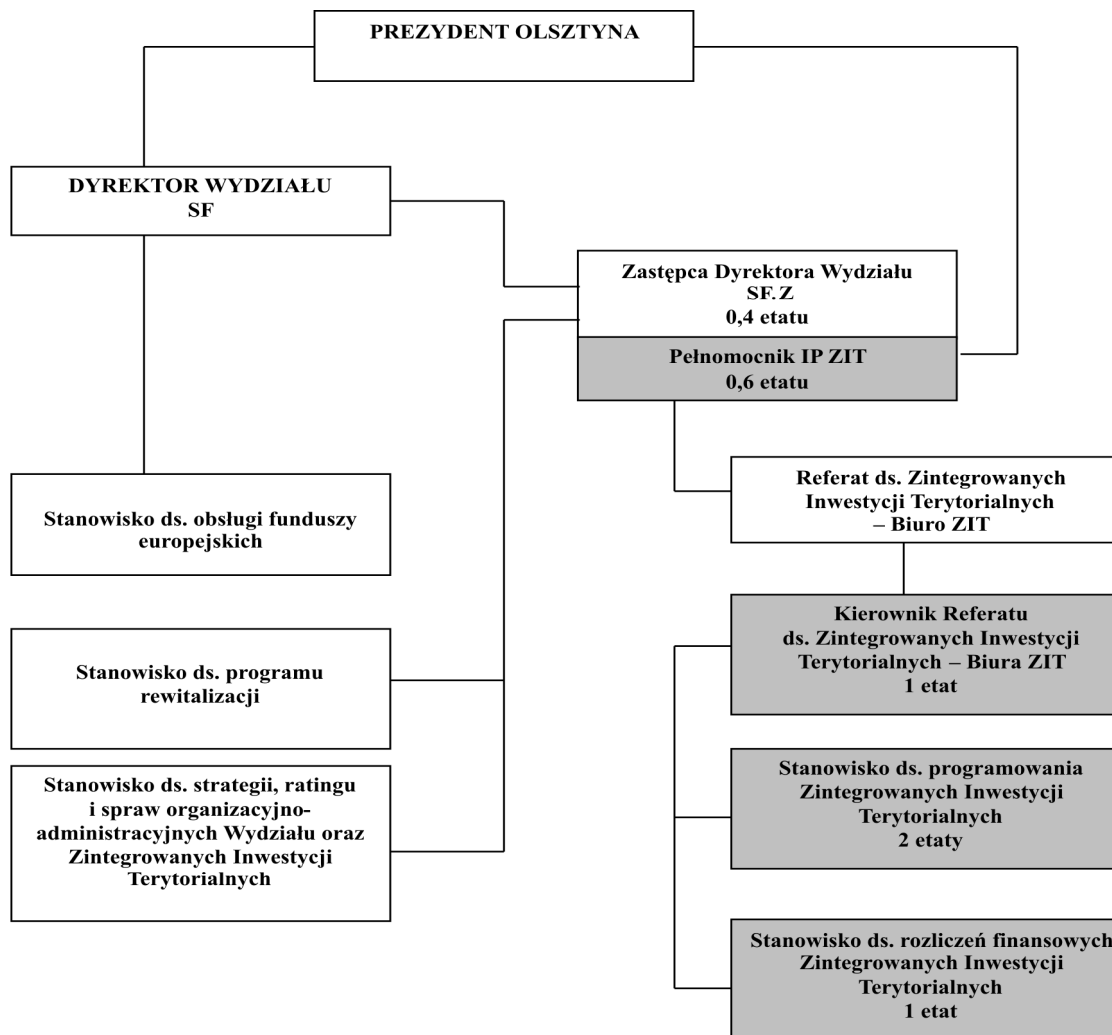 PREZYDENT OLSZTYNA
DYREKTOR WYDZIAŁU
SF
Zastępca Dyrektora Wydziału
SF.Z
0,4 etatu
Pełnomocnik IP ZIT
0,6 etatu
Stanowisko ds. obsługi funduszy
europejskich
Referat ds. Zintegrowanych
Inwestycji Terytorialnych
– Biuro ZIT
Kierownik Referatu
ds. Zintegrowanych Inwestycji
Terytorialnych – Biura ZIT
1 etat
Stanowisko ds. programu
rewitalizacji
Stanowisko ds. strategii, ratingu
i spraw organizacyjno-
administracyjnych Wydziału oraz
Zintegrowanych Inwestycji
Terytorialnych
Stanowisko ds. programowania
Zintegrowanych Inwestycji
Terytorialnych
2 etaty
Stanowisko ds. rozliczeń finansowych
Zintegrowanych Inwestycji
Terytorialnych
1 etat